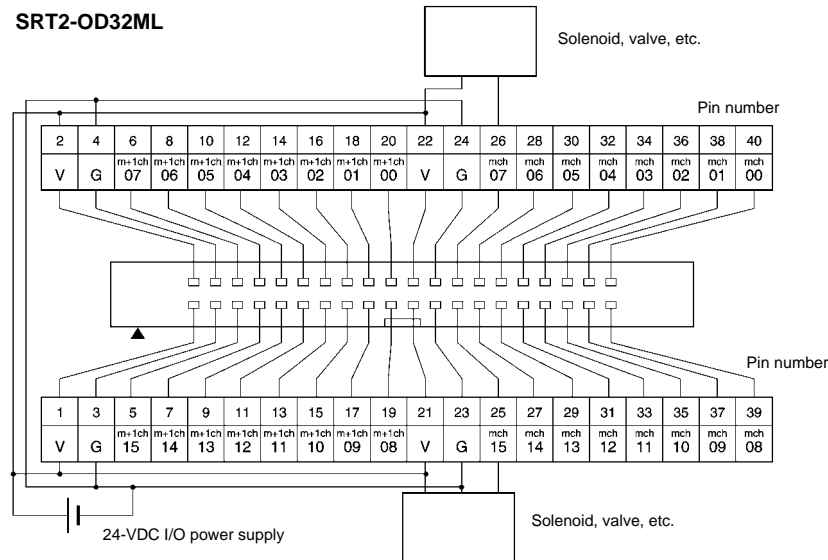 SRT2-OD32ML
Solenoid, valve, etc.
Pin number
2 4 6 8 10 12 14 16 18 20 22 24 26 28 30 32 34 36 38 40
m+1ch m+1ch m+1ch m+1ch m+1ch m+1ch m+1ch m+1ch mch mch mch mch mch mch mch mch
V G 07 06 05 04 03 02 01 00 V G 07 06 05 04 03 02 01 00
Pin number
1 3 5 7 9 11 13 15 17 19 21 23 25 27 29 31 33 35 37 39
m+1ch m+1ch m+1ch m+1ch m+1ch m+1ch m+1ch m+1ch mch mch mch mch mch mch mch mch
V G 15 14 13 12 11 10 09 08 V G 15 14 13 12 11 10 09 08
24-VDC I/O power supply
Solenoid, valve, etc.